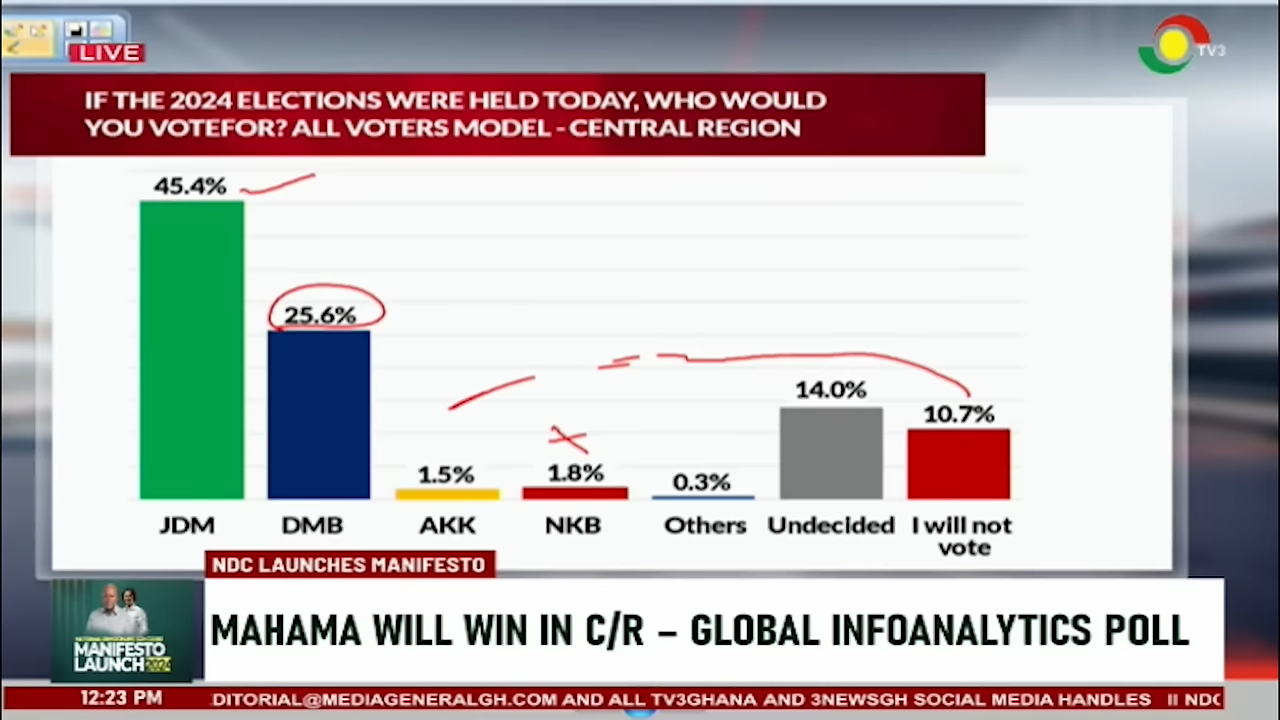 LIVE
TV3
IF THE 2024 ELECTIONS WERE HELD TODAY, WHO WOULD
YOU VOTEFOR? ALL VOTERS MODEL - CENTRAL REGION
45.4%
25.6%
1.5%
1.8%
0.3%
14.0%
10.7%
JDM
DMB
AKK
NKB
Others
Undecided
I will not
vote
NDC LAUNCHES MANIFESTO
MANIFESTO
LAUNCH 2024
MAHAMA WILL WIN IN C/R – GLOBAL INFOANALYTICS POLL
12:23 PM
DITORIAL@MEDIAGENERALGH.COM AND ALL TV3GHANA AND 3NEWSGH SOCIAL MEDIA HANDLES II NDC